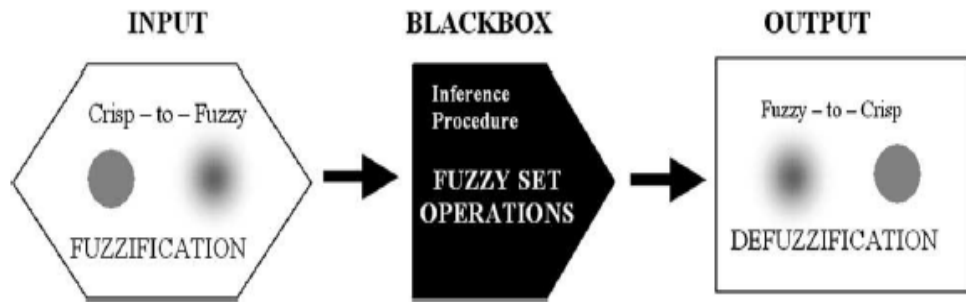 INPUT
Crisp – to – Fuzzy
FUZZIFICATION
BLACKBOX
Inference
Procedure
FUZZY SET
OPERATIONS
OUTPUT
Fuzzy – to – Crisp
DEFUZZIFICATION